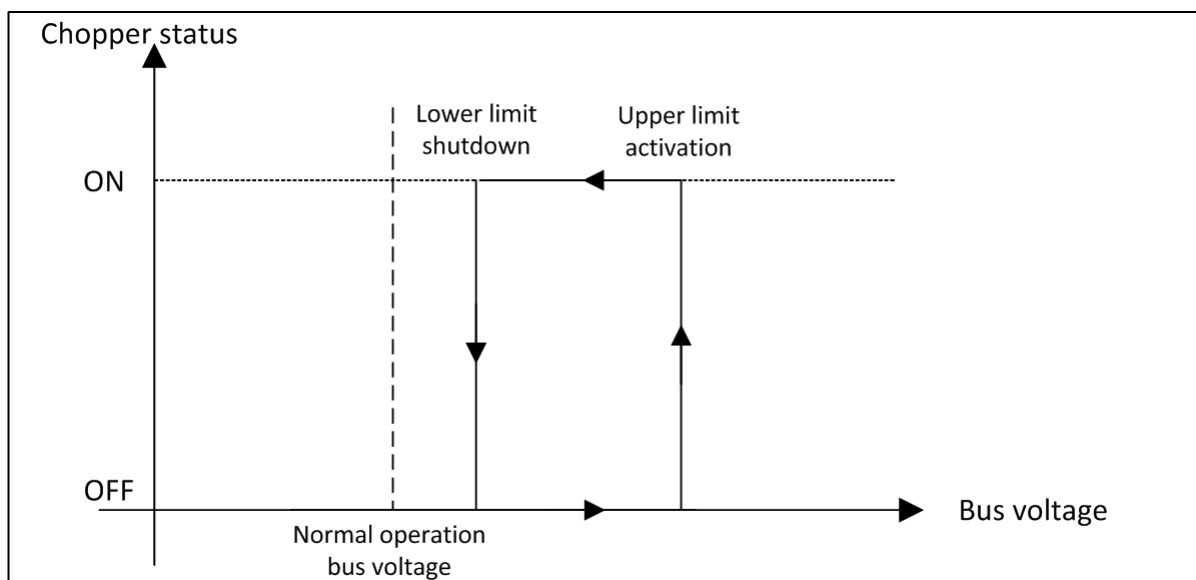 Chopper status
Lower limit
shutdown
Upper limit
activation
ON
OFF
Bus voltage
Normal operation
bus voltage